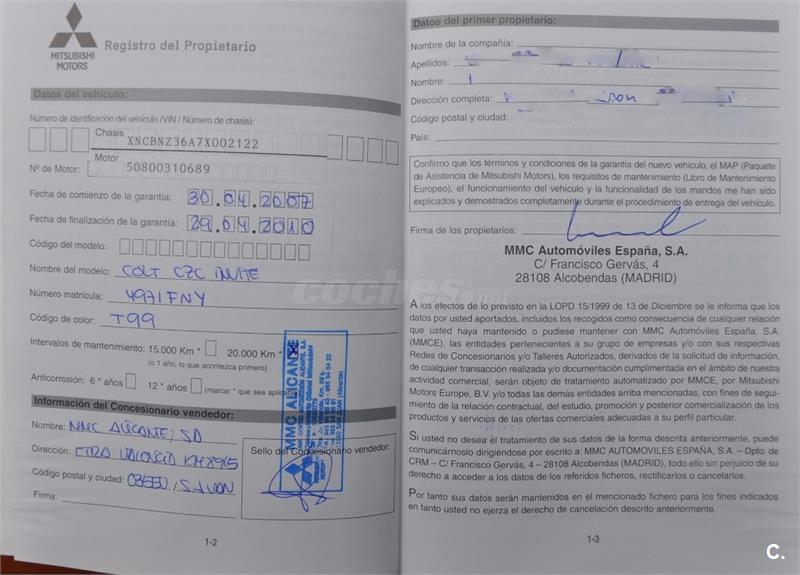 MITSUBISHI
MOTORS
Registro del Propietario
Datos del vehículo:
Número de identificación del vehículo (VIN / Número de chasis):
Chasis
XNCBNZ36A7X002122
Motor
Nº de Motor: 50800310689
Fecha de comienzo de la garantía: 30.04.2007
Fecha de finalización de la garantía: 29.04.2010
Código del modelo:
Nombre del modelo: COLT CZC INVITE
Número matrícula: 4971FNY
Código de color: T99
Intervalos de mantenimiento: 15.000 Km * 20.000 Km * X
(o 1 año, lo que acontezca primero)
Anticorrosión: 6 * años 12 * años (marcar * que sea
Información del Concesionario vendedor:
Nombre: MMC ALICANTE, SA
Dirección: CTRA VALENCIA KM 89
Código postal y ciudad: 03550, S. JUAN
Firma:
Sello del Concesionario vendedor:
MMC ALICANTE
1-2
Datos del primer propietario:
Nombre de la compañía:
Apellidos:
Nombre:
Dirección completa:
Código postal y ciudad:
País:
Confirmo que los términos y condiciones de la garantía del nuevo vehículo, el MAP (Paquete
de Asistencia de Mitsubishi Motors), los requisitos de mantenimiento (Libro de Mantenimiento
Europeo), el funcionamiento del vehículo y la funcionalidad de los mandos me han sido
explicados y demostrados completamente durante el procedimiento de entrega del vehículo.
Firma de los propietarios:
MMC Automóviles España, S.A.
C/ Francisco Gervás, 4
28108 Alcobendas (MADRID)
coches.net
A los efectos de lo previsto en la LOPD 15/1999 de 13 de Diciembre se le informa que los
datos por usted aportados, incluidos los recogidos como consecuencia de cualquier relación
que usted haya mantenido o pudiese mantener con MMC Automóviles España, S.A.
(MMCE), las entidades pertenecientes a su grupo de empresas y/o con sus respectivas
Redes de Concesionarios y/o Talleres Autorizados, derivados de la solicitud de información,
de cualquier transacción realizada y/o documentación cumplimentada en el ámbito de nuestra
actividad comercial, serán objeto de tratamiento automatizado por MMCE, por Mitsubishi
Motors Europe, B.V. y/o todas las demás entidades arriba mencionadas, con fines de segui-
miento de la relación contractual, del estudio, promoción y posterior comercialización de los
productos y servicios de las ofertas comerciales adecuadas a su perfil particular.
Si usted no desea el tratamiento de sus datos de la forma descrita anteriormente, puede
comunicárnoslo dirigiéndose por escrito a: MMC AUTOMOVILES ESPAÑA, S.A. – Dpto. de
CRM – C/ Francisco Gervás, 4 – 28108 Alcobendas (MADRID), todo ello sin perjuicio de su
derecho a acceder a los datos de los referidos ficheros, rectificarlos o cancelarlos.
Por tanto sus datos serán mantenidos en el mencionado fichero para los fines indicados
en tanto usted no ejerza el derecho de cancelación descrito anteriormente.
1-3
C.